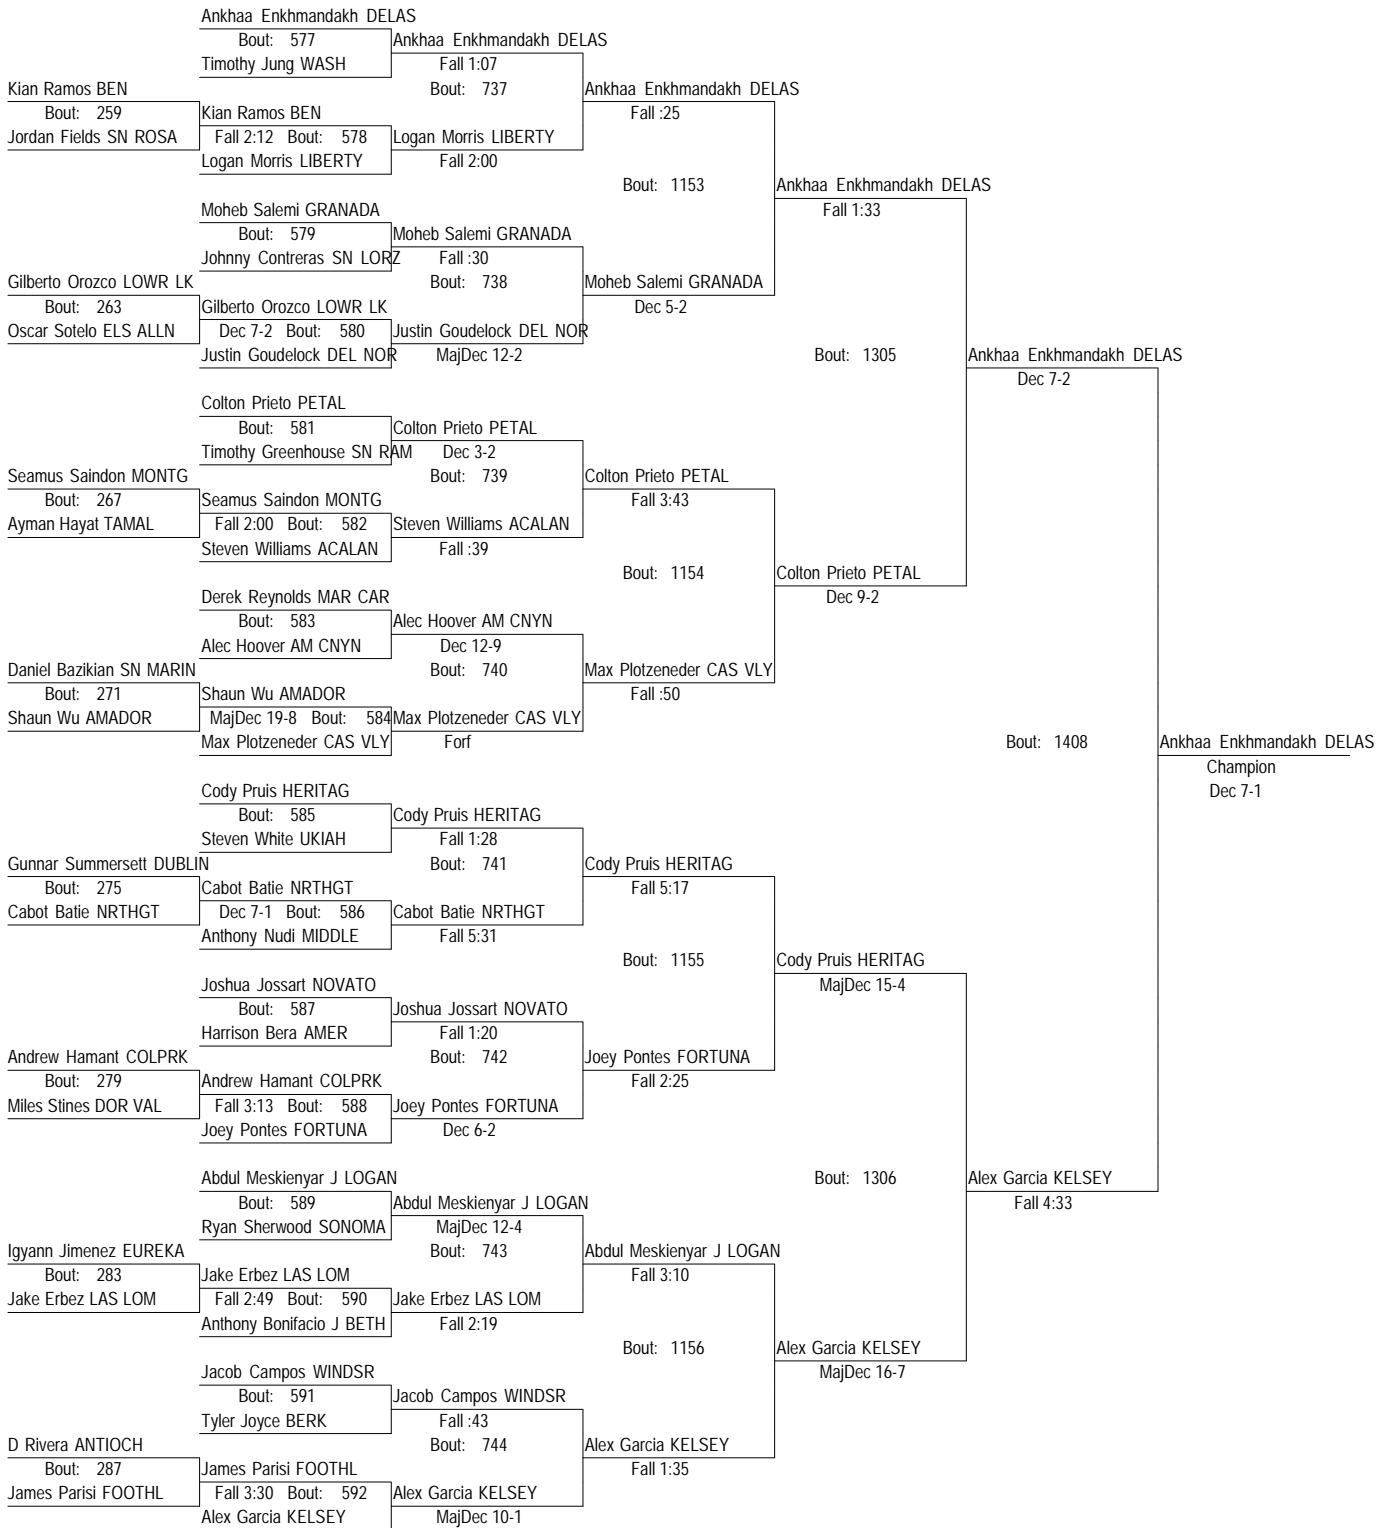 Ankhaa Enkhmandakh DELAS
Bout: 577
Ankhaa Enkhmandakh DELAS
Timothy Jung WASH
Fall 1:07
Kian Ramos BEN
Bout: 737
Ankhaa Enkhmandakh DELAS
Bout: 259
Kian Ramos BEN
Fall :25
Jordan Fields SN ROSA
Fall 2:12 Bout: 578
Logan Morris LIBERTY
Logan Morris LIBERTY
Fall 2:00
Bout: 1153
Ankhaa Enkhmandakh DELAS
Moheb Salemi GRANADA
Fall 1:33
Bout: 579
Moheb Salemi GRANADA
Johnny Contreras SN LORZ
Fall :30
Gilberto Orozco LOWR LK
Bout: 738
Moheb Salemi GRANADA
Bout: 263
Gilberto Orozco LOWR LK
Dec 5-2
Oscar Sotelo ELS ALLN
Dec 7-2 Bout: 580
Justin Goudelock DEL NOR
Justin Goudelock DEL NOR
MajDec 12-2
Bout: 1305
Ankhaa Enkhmandakh DELAS
Dec 7-2
Colton Prieto PETAL
Bout: 581
Colton Prieto PETAL
Timothy Greenhouse SN RAM
Dec 3-2
Seamus Saindon MONTG
Bout: 739
Colton Prieto PETAL
Bout: 267
Seamus Saindon MONTG
Fall 3:43
Ayman Hayat TAMAL
Fall 2:00 Bout: 582
Steven Williams ACALAN
Steven Williams ACALAN
Fall :39
Bout: 1154
Colton Prieto PETAL
Derek Reynolds MAR CAR
Dec 9-2
Bout: 583
Alec Hoover AM CNYN
Alec Hoover AM CNYN
Dec 12-9
Daniel Bazikian SN MARIN
Bout: 740
Max Plotzeneder CAS VLY
Bout: 271
Shaun Wu AMADOR
Fall :50
Shaun Wu AMADOR
MajDec 19-8 Bout: 584
Max Plotzeneder CAS VLY
Max Plotzeneder CAS VLY
Forf
Bout: 1408
Ankhaa Enkhmandakh DELAS
Champion
Dec 7-1
Cody Pruis HERITAG
Bout: 585
Cody Pruis HERITAG
Steven White UKIAH
Fall 1:28
Gunnar Summersett DUBLIN
Bout: 741
Cody Pruis HERITAG
Bout: 275
Cabot Batie NRTHGT
Fall 5:17
Cabot Batie NRTHGT
Dec 7-1 Bout: 586
Cabot Batie NRTHGT
Anthony Nudi MIDDLE
Fall 5:31
Bout: 1155
Cody Pruis HERITAG
Joshua Jossart NOVATO
MajDec 15-4
Bout: 587
Joshua Jossart NOVATO
Harrison Bera AMER
Fall 1:20
Andrew Hamant COLPRK
Bout: 742
Joey Pontes FORTUNA
Bout: 279
Andrew Hamant COLPRK
Fall 2:25
Miles Stines DOR VAL
Fall 3:13 Bout: 588
Joey Pontes FORTUNA
Joey Pontes FORTUNA
Dec 6-2
Bout: 1306
Alex Garcia KELSEY
Fall 4:33
Abdul Meskienyar J LOGAN
Bout: 589
Abdul Meskienyar J LOGAN
Ryan Sherwood SONOMA
MajDec 12-4
Igyann Jimenez EUREKA
Bout: 743
Abdul Meskienyar J LOGAN
Bout: 283
Jake Erbez LAS LOM
Fall 3:10
Jake Erbez LAS LOM
Fall 2:49 Bout: 590
Jake Erbez LAS LOM
Anthony Bonifacio J BETH
Fall 2:19
Bout: 1156
Alex Garcia KELSEY
Jacob Campos WINDSR
MajDec 16-7
Bout: 591
Jacob Campos WINDSR
Tyler Joyce BERK
Fall :43
D Rivera ANTIOCH
Bout: 744
Alex Garcia KELSEY
Bout: 287
James Parisi FOOTHL
Fall 1:35
James Parisi FOOTHL
Fall 3:30 Bout: 592
Alex Garcia KELSEY
Alex Garcia KELSEY
MajDec 10-1